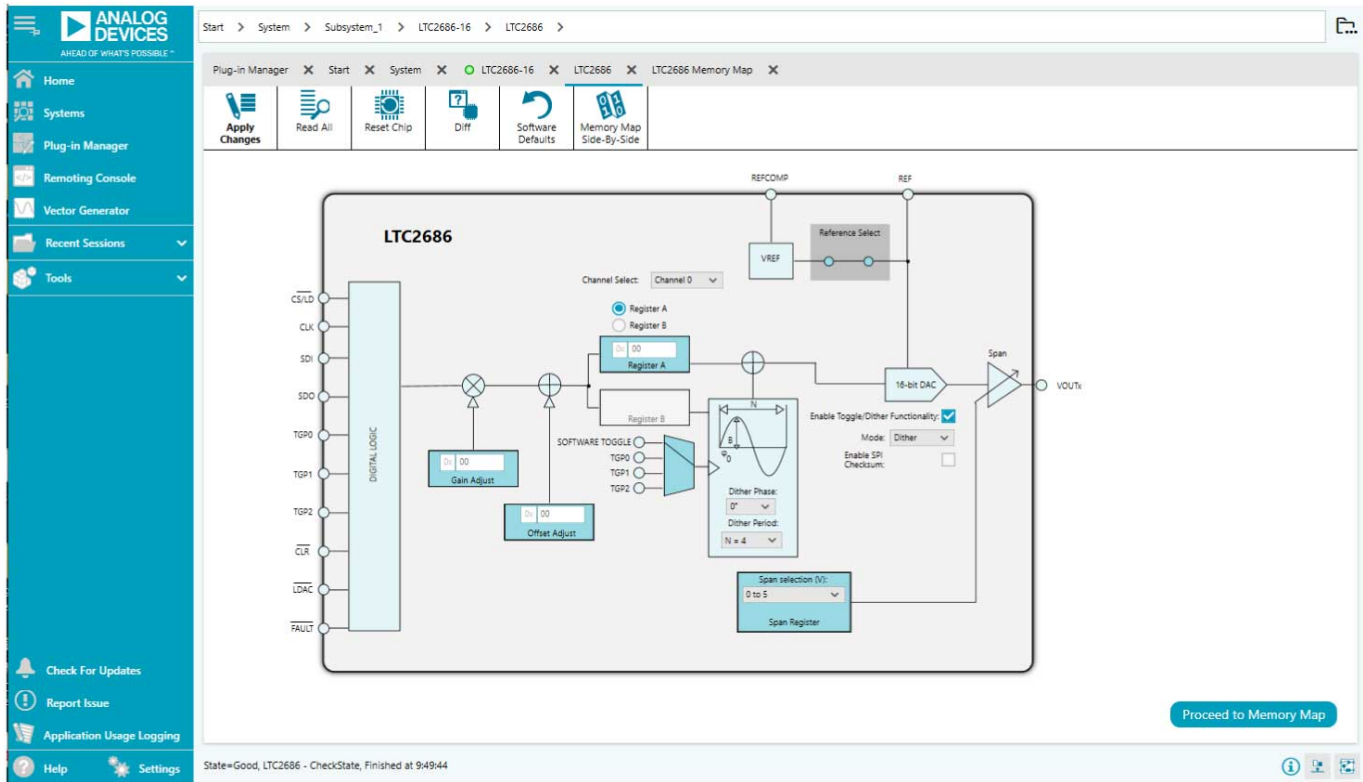 ANALOG
DEVICES
AHEAD OF WHAT'S POSSIBLE™
Start > System > Subsystem_1 > LTC2686-16 > LTC2686 >
Plug-in Manager X Start X System X LTC2686-16 X LTC2686 X LTC2686 Memory Map X
Home
Systems
Plug-in Manager
Remoting Console
Vector Generator
Recent Sessions
Tools
Apply
Changes
Read All
Reset Chip
Diff
Software
Defaults
Memory Map
Side-By-Side
REFCOMP
REF
LTC2686
Reference Select
VREF
Channel Select: Channel 0
Register A
Register B
0x 00
Register A
Register B
CS/LD
CLK
SDI
SDO
TGP0
TGP1
TGP2
CLR
LDAC
FAULT
DIGITAL LOGIC
0x 00
Gain Adjust
0x 00
Offset Adjust
SOFTWARE TOGGLE
TGP0
TGP1
TGP2
N
B
φ0
Dither Phase:
0°
Dither Period:
N = 4
16-bit DAC
Span
VOUTx
Enable Toggle/Dither Functionality:
Mode: Dither
Enable SPI
Checksum:
Span selection (V):
0 to 5
Span Register
Proceed to Memory Map
Check For Updates
Report Issue
Application Usage Logging
Help
Settings
State=Good, LTC2686 - CheckState, Finished at 9:49:44